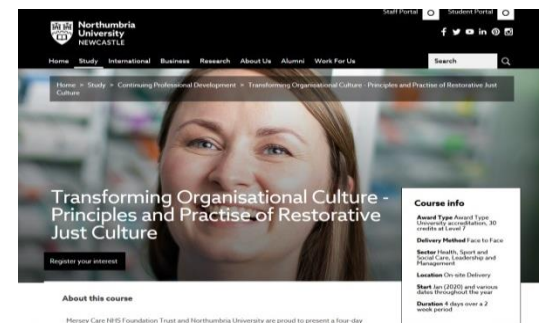 Staff Portal
Student Portal
Northumbria
University
NEWCASTLE
Home Study International Business Research About Us Alumni Work For Us
Search
Home > Study > Continuing Professional Development > Transforming Organisational Culture - Principles and Practise of Restorative Just
Culture
Transforming Organisational Culture -
Principles and Practise of Restorative
Just Culture
Register your interest
Course info
Award Type Award Type
University accreditation, 30
credits at Level 7
Delivery Method Face to Face
Sector Health, Sport and
Social Care, Leadership and
Management
Location On-site Delivery
Start Jan (2020) and various
dates throughout the year
Duration 4 days over a 2
week period
About this course
Mersey Care NHS Foundation Trust and Northumbria University are proud to present a four-day